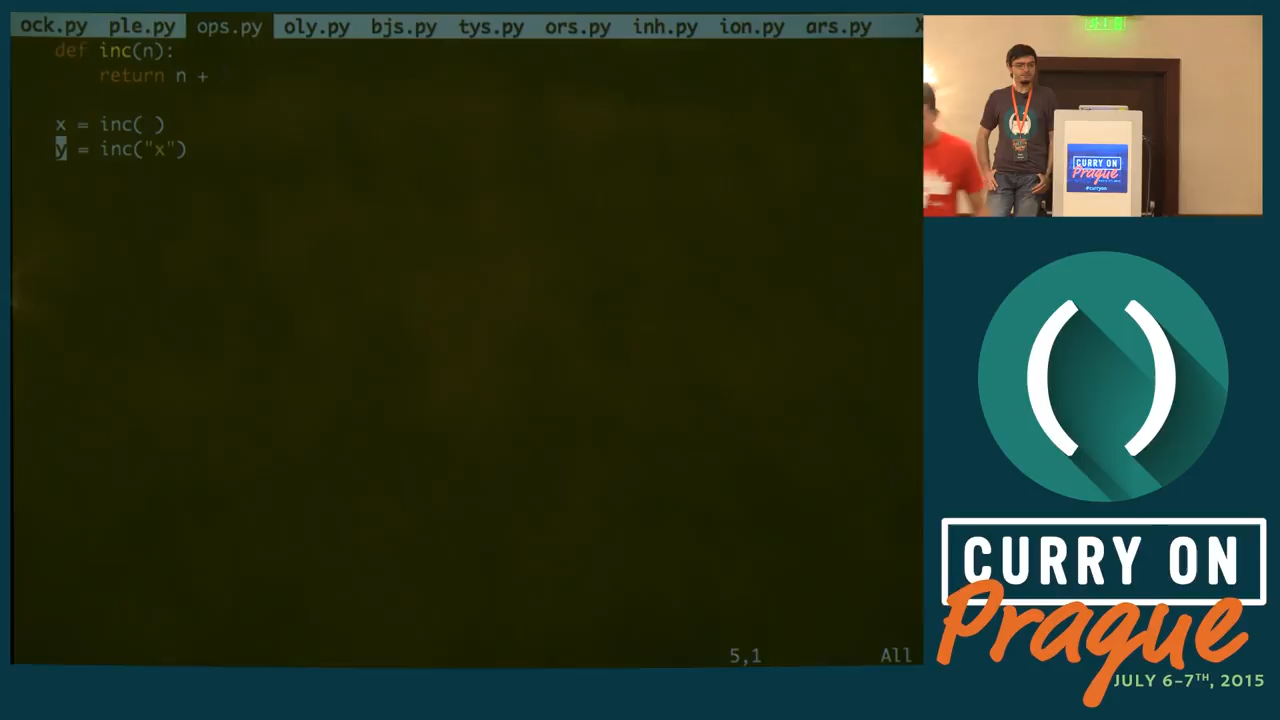 ock.py ple.py ops.py oly.py bjs.py tys.py ors.py inh.py ion.py ars.py X
def inc(n):
return n +
x = inc( )
y = inc("x")
5,1 All
CURRY ON
Prague
#curryon
( )
CURRY ON
Prague
JULY 6-7TH, 2015